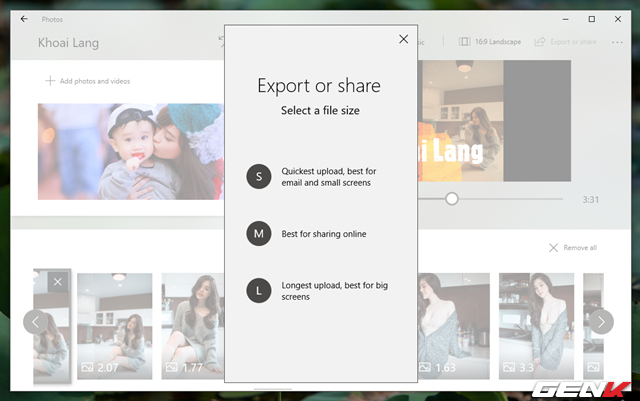 Photos
Khoai Lang
16:9 Landscape
Export or share
Add photos and videos
Export or share
Select a file size
S
Quickest upload, best for
email and small screens
M
Best for sharing online
L
Longest upload, best for big
screens
i Lang
3:31
Remove all
2.07
1.77
1.63
3.3
GENK